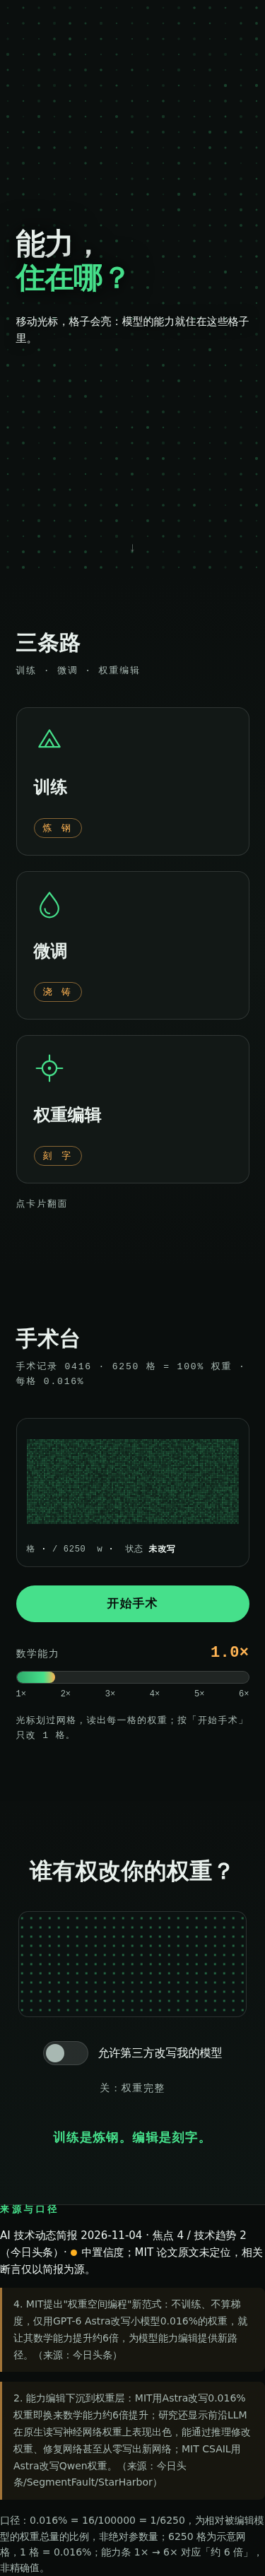 能力，
住在哪？
移动光标，格子会亮：模型的能力就住在这些格子
里。
三条路
训练 · 微调 · 权重编辑
训练
炼 钢
微调
浇 铸
权重编辑
刻 字
点卡片翻面
手术台
手术记录 0416 · 6250 格 = 100% 权重 ·
每格 0.016%
格 · / 6250 w · 状态 未改写
开始手术
数学能力 1.0×
1× 2× 3× 4× 5× 6×
光标划过网格，读出每一格的权重；按「开始手术」
只改 1 格。
谁有权改你的权重？
允许第三方改写我的模型
关：权重完整
训练是炼钢。编辑是刻字。
来源与口径
AI 技术动态简报 2026-11-04 · 焦点 4 / 技术趋势 2
（今日头条）· 中置信度；MIT 论文原文未定位，相关
断言仅以简报为源。
4. MIT提出"权重空间编程"新范式：不训练、不算梯
度，仅用GPT-6 Astra改写小模型0.016%的权重，就
让其数学能力提升约6倍，为模型能力编辑提供新路
径。（来源：今日头条）
2. 能力编辑下沉到权重层：MIT用Astra改写0.016%
权重即换来数学能力约6倍提升；研究还显示前沿LLM
在原生读写神经网络权重上表现出色，能通过推理修改
权重、修复网络甚至从零写出新网络；MIT CSAIL用
Astra改写Qwen权重。（来源：今日头
条/SegmentFault/StarHarbor）
口径：0.016% = 16/100000 = 1/6250，为相对被编辑模
型的权重总量的比例，非绝对参数量；6250 格为示意网
格，1 格 = 0.016%；能力条 1× → 6× 对应「约 6 倍」，
非精确值。